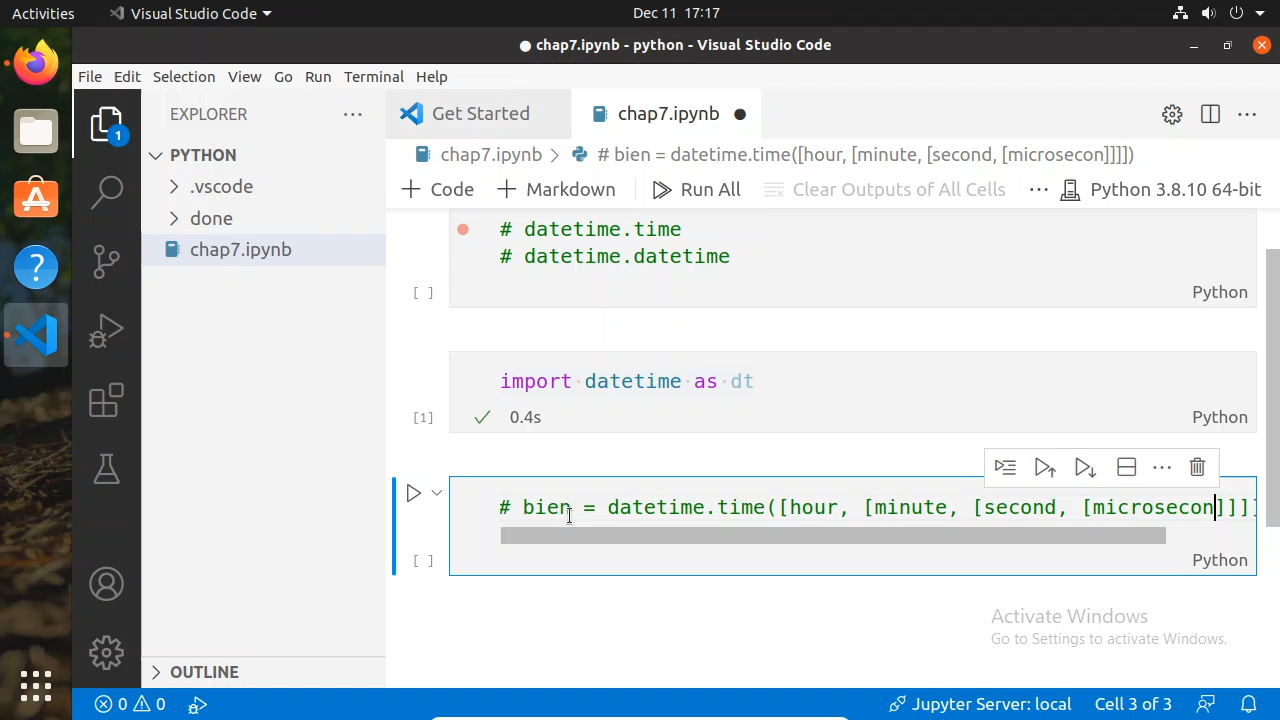 Activities Visual Studio Code Dec 11 17:17
● chap7.ipynb - python - Visual Studio Code
File Edit Selection View Go Run Terminal Help
EXPLORER
Get Started
chap7.ipynb
1
PYTHON
chap7.ipynb > # bien = datetime.time([hour, [minute, [second, [microsecon]]]])
.vscode
Code Markdown Run All Clear Outputs of All Cells Python 3.8.10 64-bit
done
chap7.ipynb
# datetime.time
# datetime.datetime
[ ] Python
import datetime as dt
[1] 0.4s Python
# bien = datetime.time([hour, [minute, [second, [microsecon]]]]
[ ] Python
Activate Windows
Go to Settings to activate Windows.
OUTLINE
0 0 Jupyter Server: local Cell 3 of 3